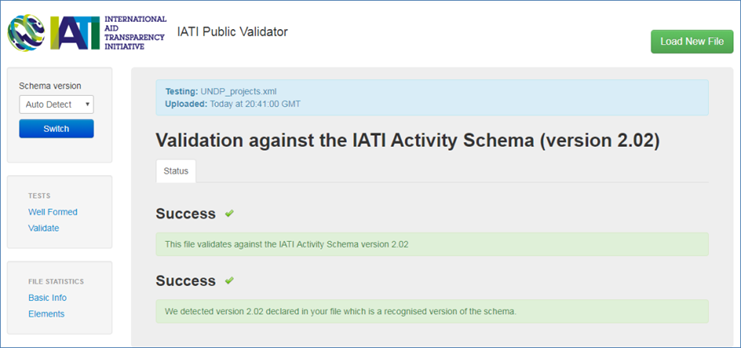 IATI
INTERNATIONAL
AID
TRANSPARENCY
INITIATIVE
IATI Public Validator
Load New File
Schema version
Auto Detect
Switch
TESTS
Well Formed
Validate
FILE STATISTICS
Basic Info
Elements
Testing: UNDP_projects.xml
Uploaded: Today at 20:41:00 GMT
Validation against the IATI Activity Schema (version 2.02)
Status
Success
This file validates against the IATI Activity Schema version 2.02
Success
We detected version 2.02 declared in your file which is a recognised version of the schema.